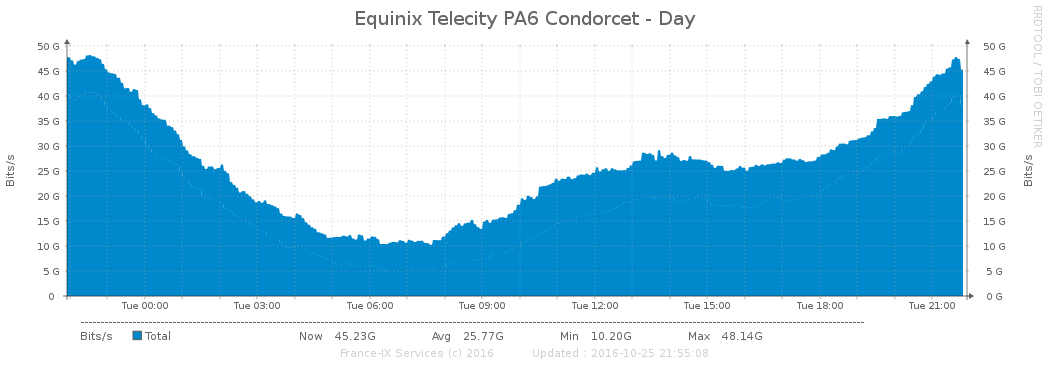 Equinix Telecity PA6 Condorcet - Day
RRDTOOL / TOBI OETIKER
50 G 50 G
45 G 45 G
40 G 40 G
35 G 35 G
30 G 30 G
25 G 25 G
20 G 20 G
15 G 15 G
10 G 10 G
5 G 5 G
0 0 G
Bits/s Bits/s
Tue 00:00 Tue 03:00 Tue 06:00 Tue 09:00 Tue 12:00 Tue 15:00 Tue 18:00 Tue 21:00
Bits/s Total Now 45.23G Avg 25.77G Min 10.20G Max 48.14G
France-IX Services (c) 2016 Updated : 2016-10-25 21:55:08